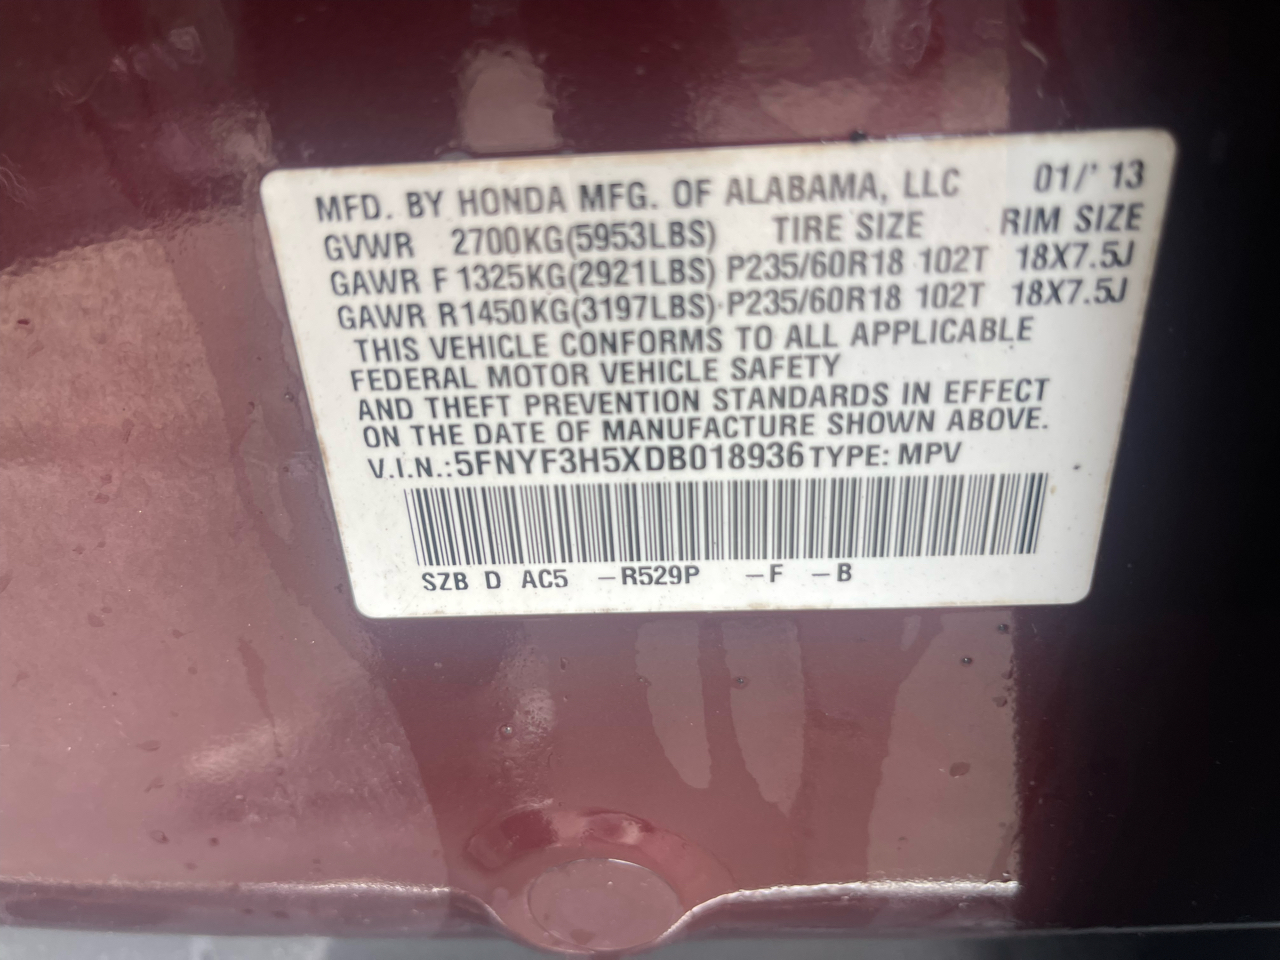 MFD. BY HONDA MFG. OF ALABAMA, LLC 01/' 13
GVWR 2700KG(5953LBS) TIRE SIZE RIM SIZE
GAWR F 1325KG(2921LBS) P235/60R18 102T 18X7.5J
GAWR R1450KG(3197LBS) P235/60R18 102T 18X7.5J
THIS VEHICLE CONFORMS TO ALL APPLICABLE
FEDERAL MOTOR VEHICLE SAFETY
AND THEFT PREVENTION STANDARDS IN EFFECT
ON THE DATE OF MANUFACTURE SHOWN ABOVE.
V.I.N.:5FNYF3H5XDB018936 TYPE: MPV
SZB D AC5 –R529P –F –B